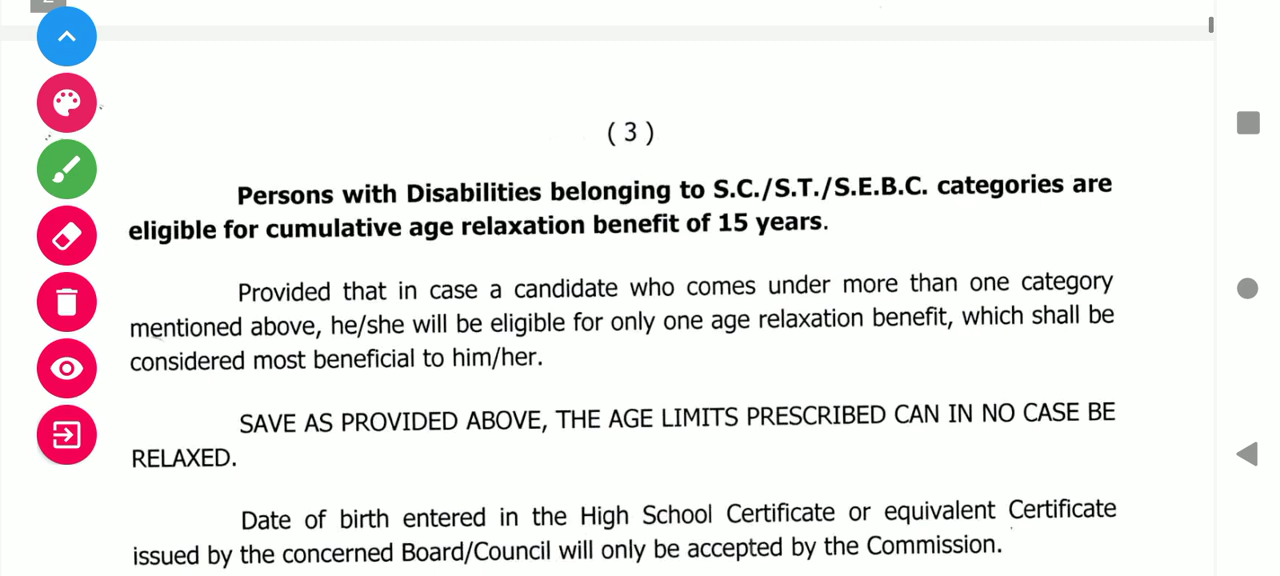 ( 3 )
Persons with Disabilities belonging to S.C./S.T./S.E.B.C. categories are
eligible for cumulative age relaxation benefit of 15 years.
Provided that in case a candidate who comes under more than one category
mentioned above, he/she will be eligible for only one age relaxation benefit, which shall be
considered most beneficial to him/her.
SAVE AS PROVIDED ABOVE, THE AGE LIMITS PRESCRIBED CAN IN NO CASE BE
RELAXED.
Date of birth entered in the High School Certificate or equivalent Certificate
issued by the concerned Board/Council will only be accepted by the Commission.